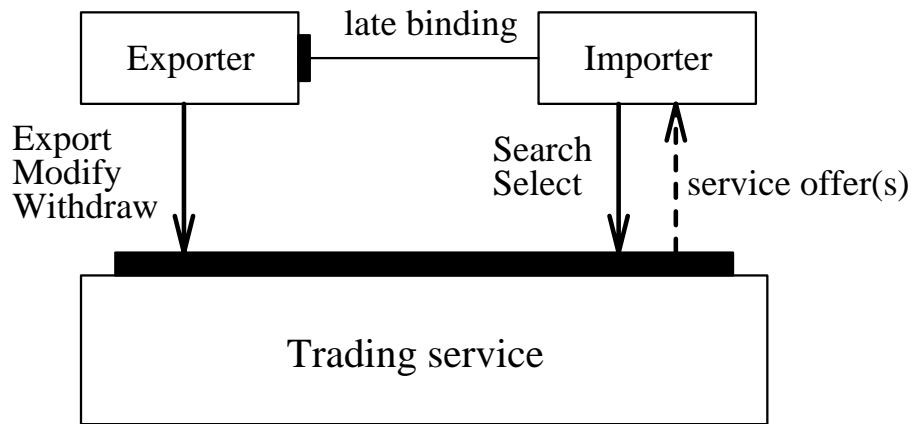 late binding
Exporter
Importer
Export
Modify
Withdraw
Search
Select
service offer(s)
Trading service